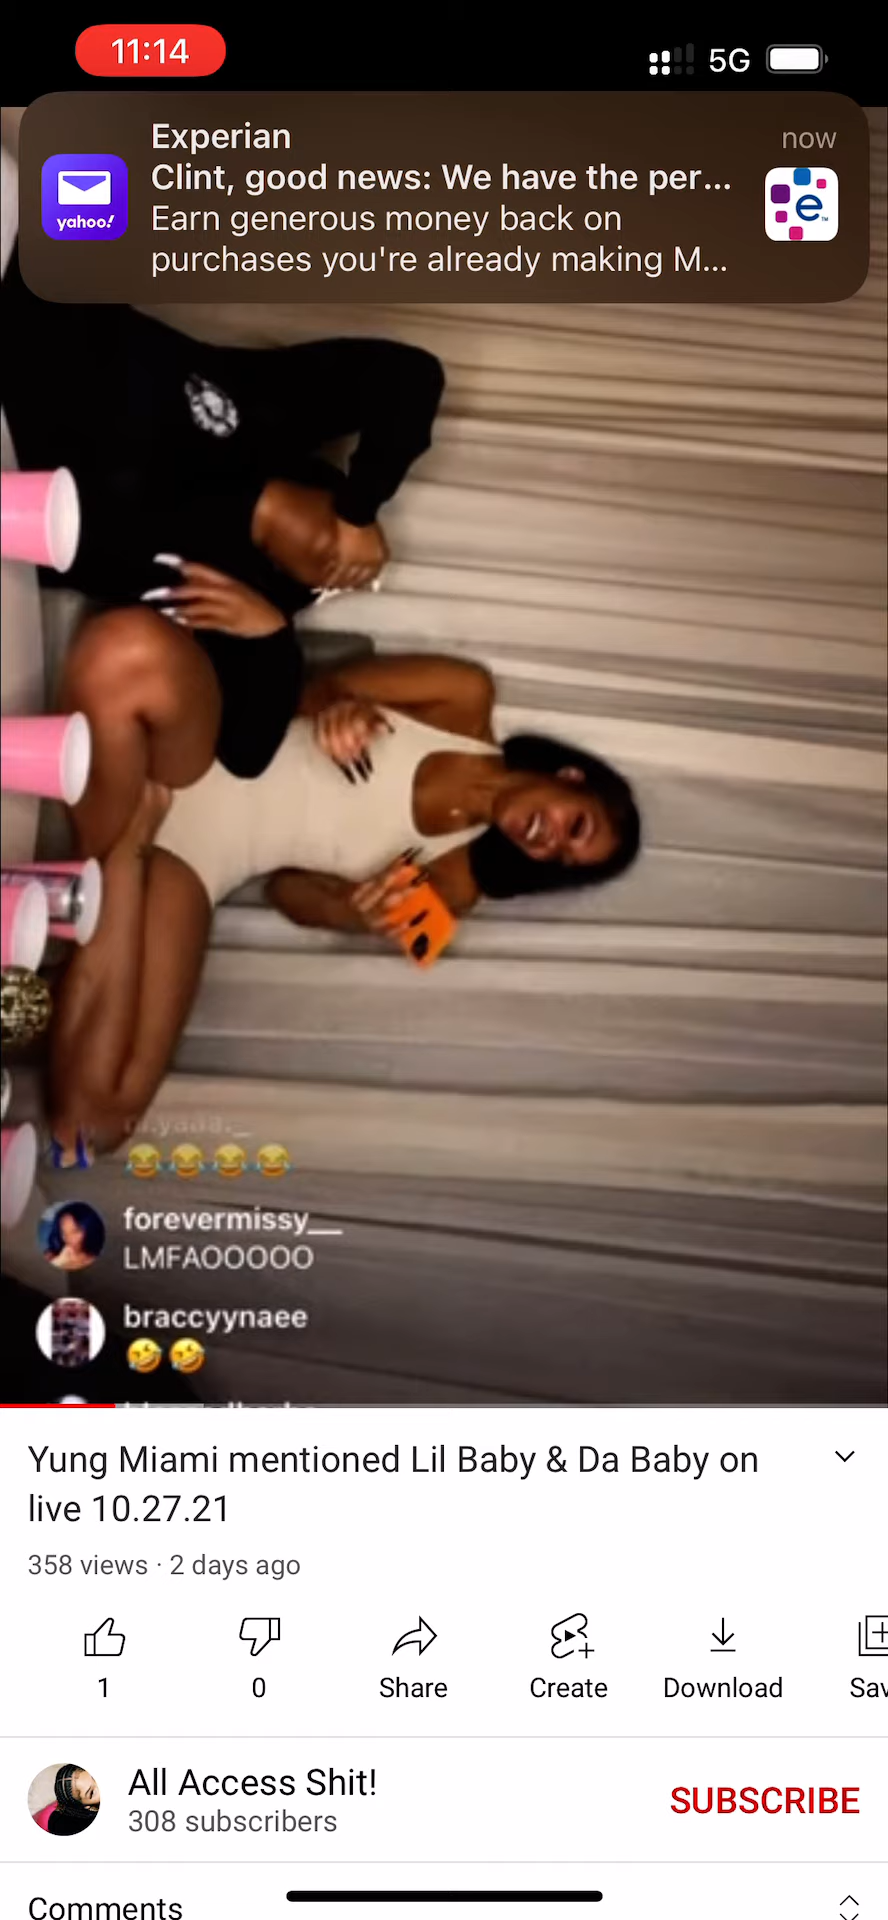 11:14
5G
Experian
now
Clint, good news: We have the per...
Earn generous money back on
purchases you're already making M...
yahoo!
e
forevermissy__
LMFAOOOOO
braccyynaee
Yung Miami mentioned Lil Baby & Da Baby on
live 10.27.21
358 views · 2 days ago
1
0
Share
Create
Download
Sav
All Access Shit!
308 subscribers
SUBSCRIBE
Comments